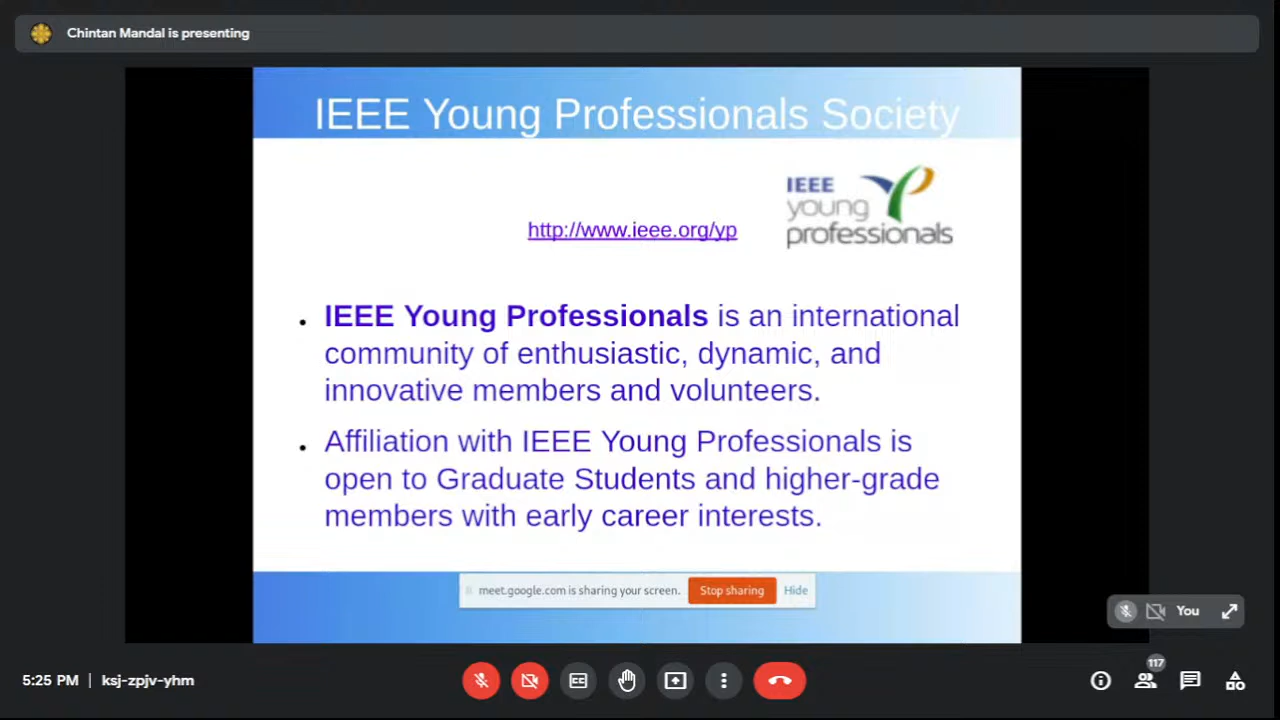 Chintan Mandal is presenting
IEEE Young Professionals Society
IEEE
young
professionals
http://www.ieee.org/yp
IEEE Young Professionals is an international
community of enthusiastic, dynamic, and
innovative members and volunteers.
Affiliation with IEEE Young Professionals is
open to Graduate Students and higher-grade
members with early career interests.
meet.google.com is sharing your screen. Stop sharing Hide
You
5:25 PM | ksj-zpjv-yhm
CC
117